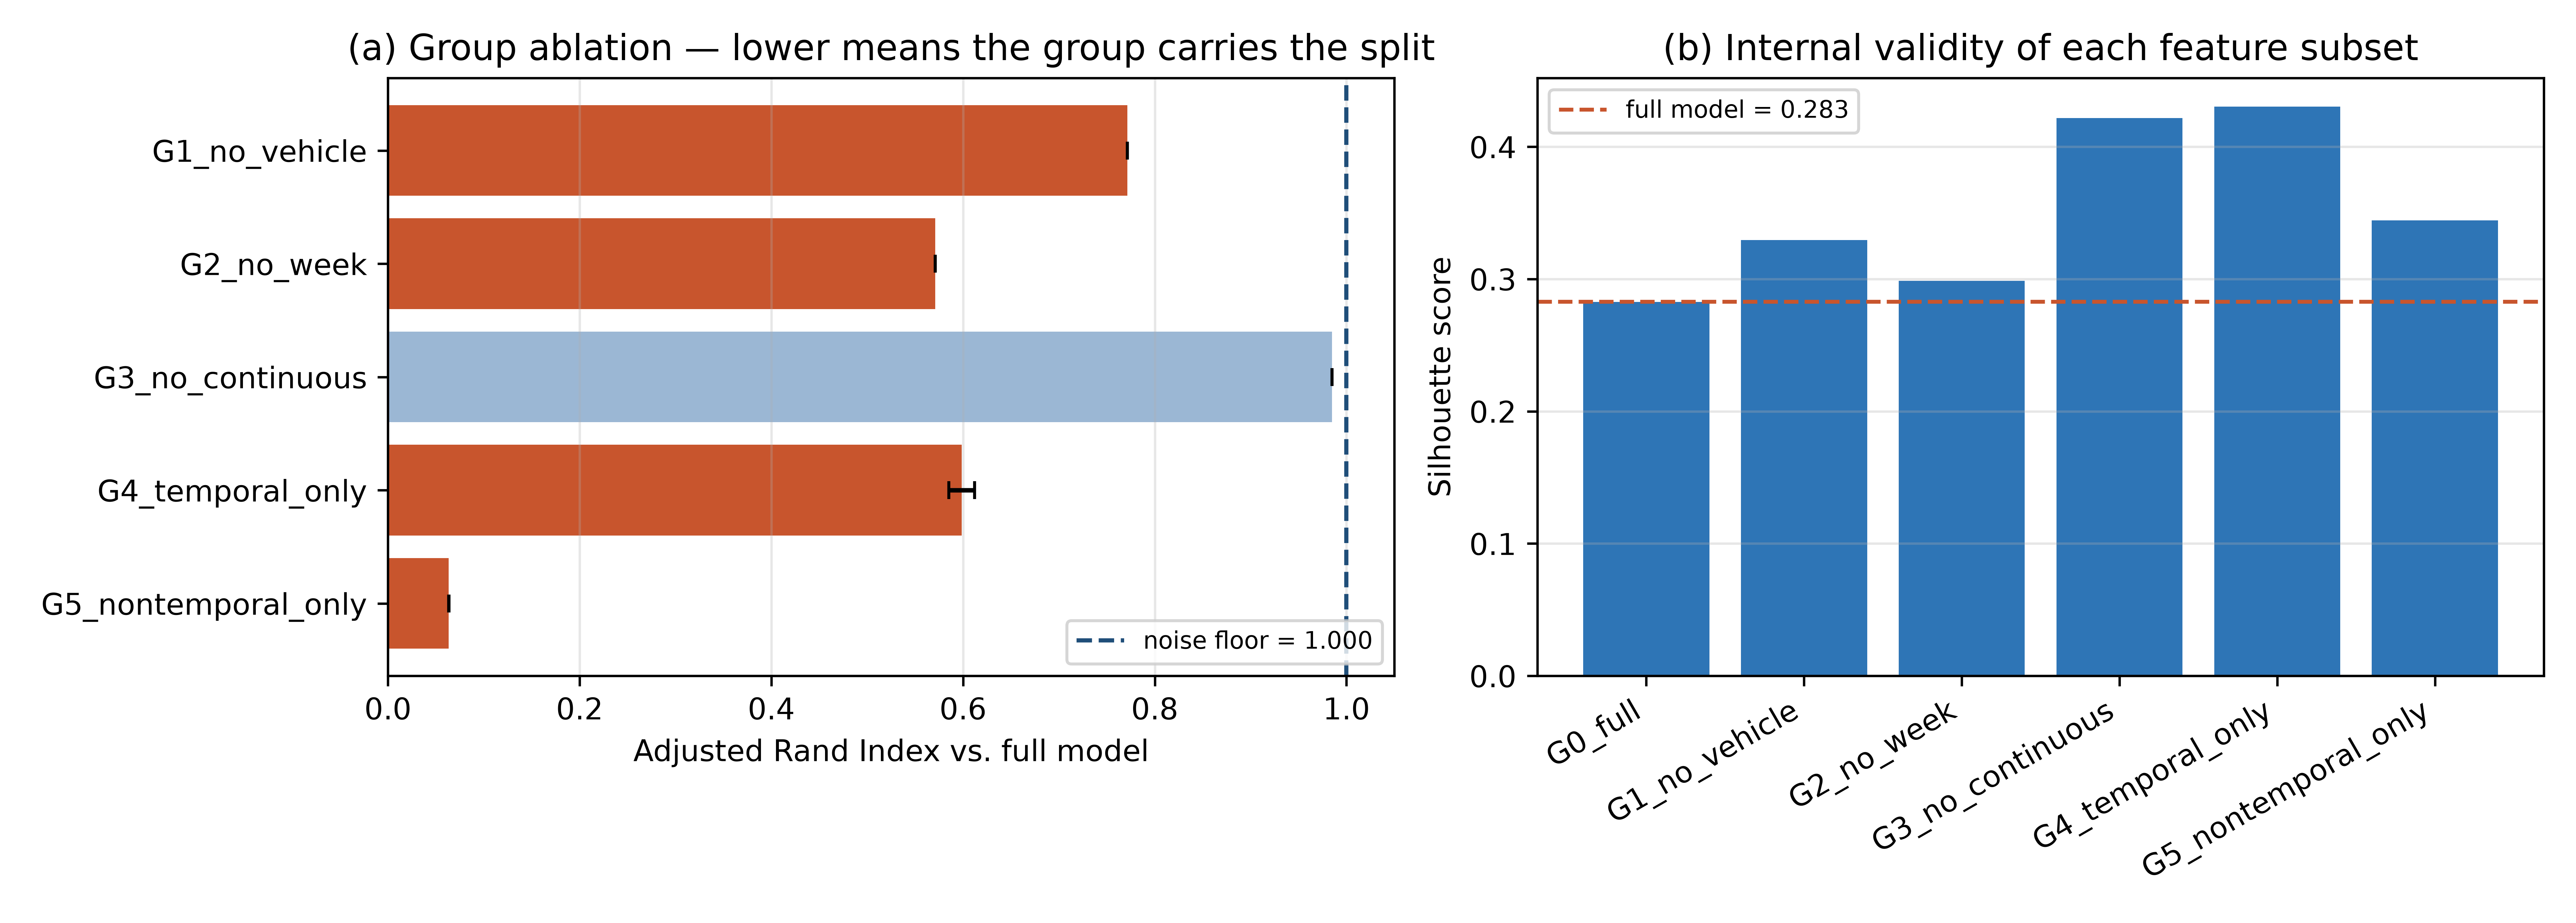 (a) Group ablation — lower means the group carries the split
G1_no_vehicle
G2_no_week
G3_no_continuous
G4_temporal_only
G5_nontemporal_only
noise floor = 1.000
0.0 0.2 0.4 0.6 0.8 1.0
Adjusted Rand Index vs. full model
(b) Internal validity of each feature subset
full model = 0.283
Silhouette score
0.4
0.3
0.2
0.1
0.0
G0_full
G1_no_vehicle
G2_no_week
G3_no_continuous
G4_temporal_only
G5_nontemporal_only